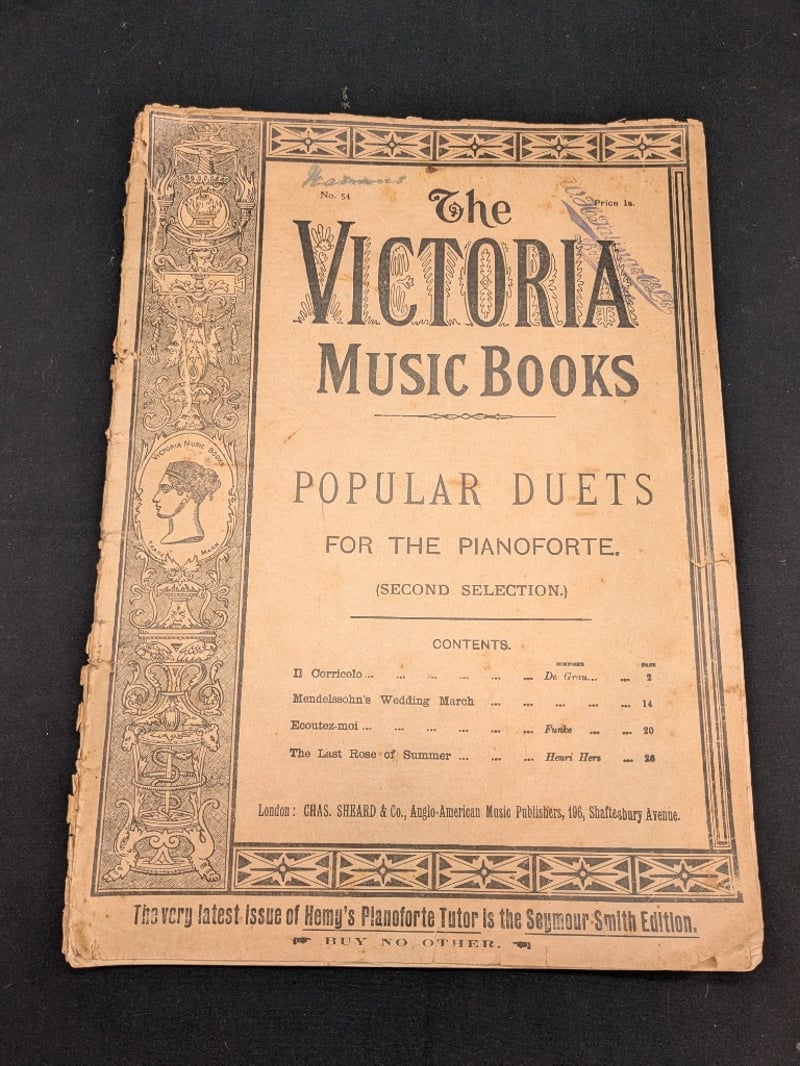 No. 54
Price 1s.
The
VICTORIA
MUSIC BOOKS
VICTORIA MUSIC BOOKS
TRADE MARK
POPULAR DUETS
FOR THE PIANOFORTE.
(SECOND SELECTION.)
CONTENTS.
COMPOSER PAGE
Il Corricolo ... ... ... ... ... ... De Grau... ... 2
Mendelssohn's Wedding March ... ... ... ... ... 14
Ecoutez-moi ... ... ... ... ... ... Funke ... ... 20
The Last Rose of Summer ... ... ... Henri Herz ... 26
London: CHAS. SHEARD & Co., Anglo-American Music Publishers, 196, Shaftesbury Avenue.
The very latest issue of Hemy's Pianoforte Tutor is the Seymour Smith Edition.
BUY NO OTHER.